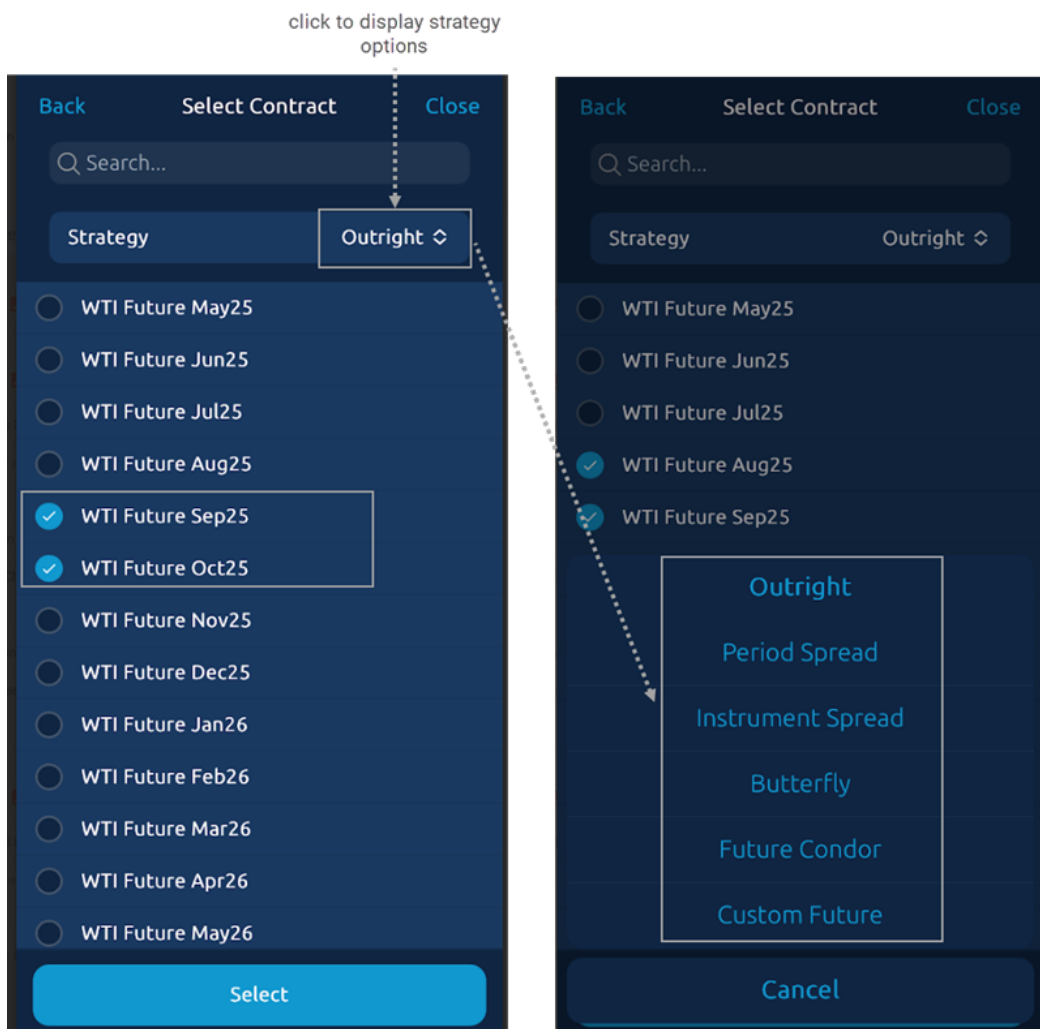 click to display strategy
options
Back Select Contract Close
Search...
Strategy Outright
WTI Future May25
WTI Future Jun25
WTI Future Jul25
WTI Future Aug25
WTI Future Sep25
WTI Future Oct25
WTI Future Nov25
WTI Future Dec25
WTI Future Jan26
WTI Future Feb26
WTI Future Mar26
WTI Future Apr26
WTI Future May26
Select
Back Select Contract Close
Search...
Strategy Outright
WTI Future May25
WTI Future Jun25
WTI Future Jul25
WTI Future Aug25
WTI Future Sep25
Outright
Period Spread
Instrument Spread
Butterfly
Future Condor
Custom Future
Cancel